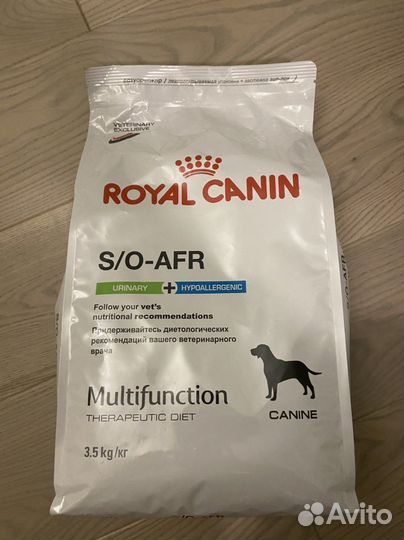 VETERINARY
EXCLUSIVE
ROYAL CANIN
S/O-AFR
URINARY + HYPOALLERGENIC
Follow your vet's
nutritional recommendations
Придерживайтесь диетологических
рекомендаций вашего ветеринарного
врача
Multifunction
THERAPEUTIC DIET
CANINE
3.5 kg/кг
S/O-AFR
Avito